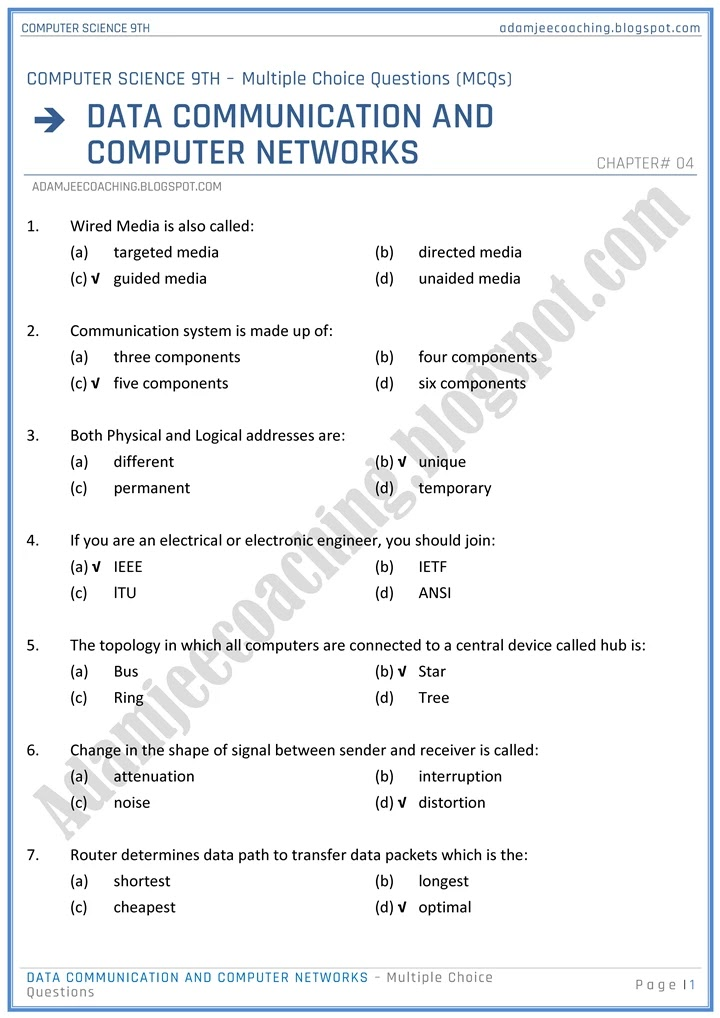 COMPUTER SCIENCE 9TH adamjeecoaching.blogspot.com
COMPUTER SCIENCE 9TH – Multiple Choice Questions (MCQs)
➔ DATA COMMUNICATION AND
COMPUTER NETWORKS
CHAPTER# 04
ADAMJEECOACHING.BLOGSPOT.COM
1. Wired Media is also called:
(a) targeted media (b) directed media
(c) √ guided media (d) unaided media
2. Communication system is made up of:
(a) three components (b) four components
(c) √ five components (d) six components
3. Both Physical and Logical addresses are:
(a) different (b) √ unique
(c) permanent (d) temporary
4. If you are an electrical or electronic engineer, you should join:
(a) √ IEEE (b) IETF
(c) lTU (d) ANSI
5. The topology in which all computers are connected to a central device called hub is:
(a) Bus (b) √ Star
(c) Ring (d) Tree
6. Change in the shape of signal between sender and receiver is called:
(a) attenuation (b) interruption
(c) noise (d) √ distortion
7. Router determines data path to transfer data packets which is the:
(a) shortest (b) longest
(c) cheapest (d) √ optimal
Adamjeecoaching.blogspot.com
DATA COMMUNICATION AND COMPUTER NETWORKS – Multiple Choice
Questions
Page | 1